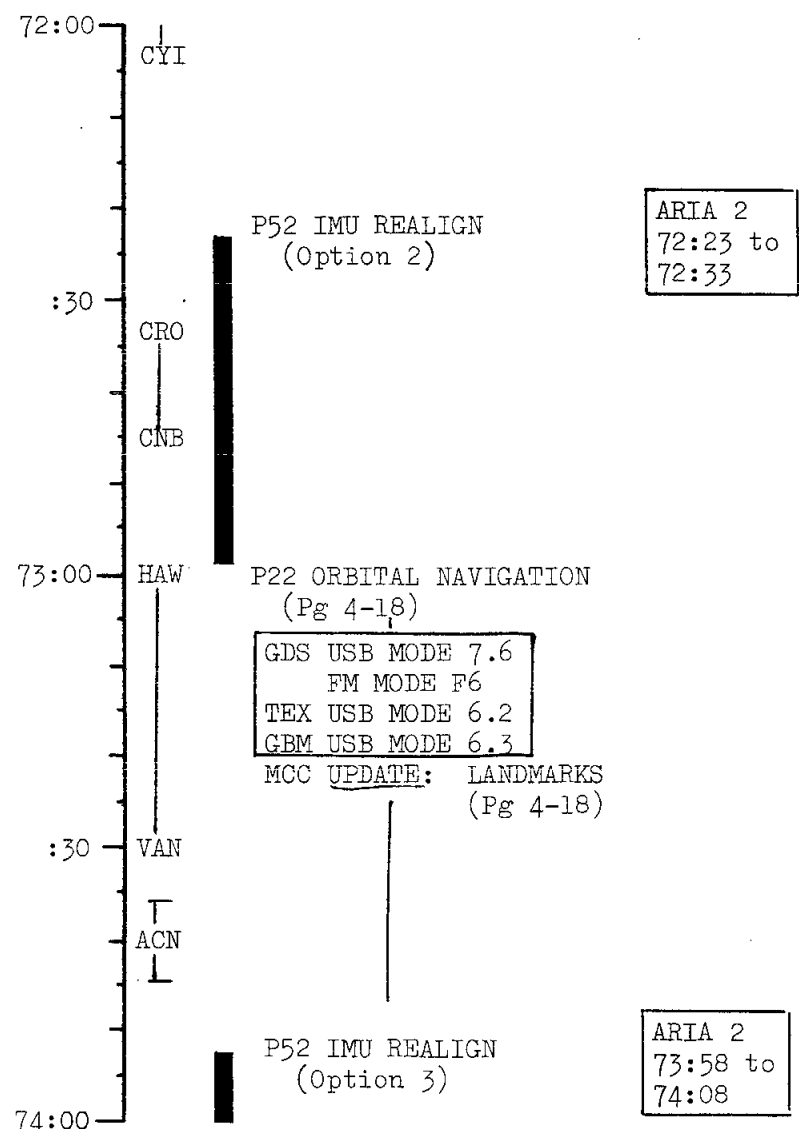 72:00
CYI
P52 IMU REALIGN
(Option 2)
ARIA 2
72:23 to
72:33
:30
CRO
CNB
73:00
HAW
P22 ORBITAL NAVIGATION
(Pg 4-18)
GDS USB MODE 7.6
FM MODE F6
TEX USB MODE 6.2
GBM USB MODE 6.3
MCC UPDATE: LANDMARKS
(Pg 4-18)
:30
VAN
ACN
P52 IMU REALIGN
(Option 3)
ARIA 2
73:58 to
74:08
74:00